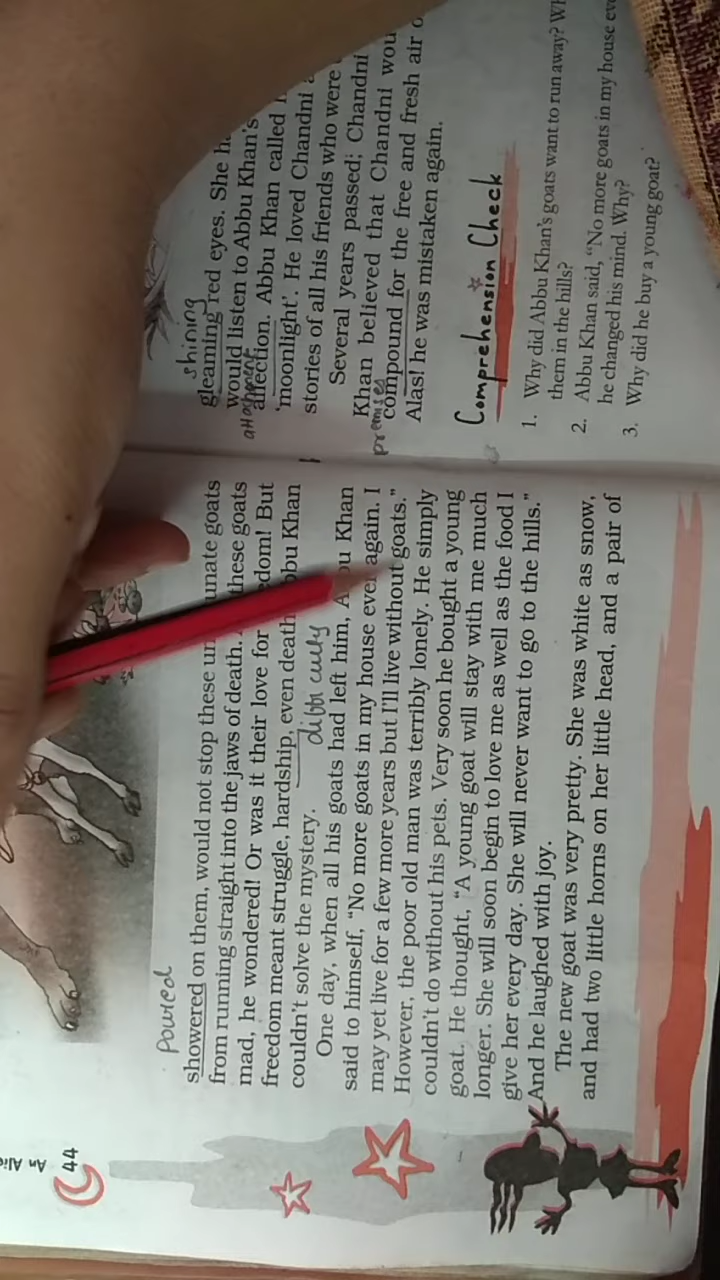 Poured
showered on them, would not stop these unate goats
from running straight into the jaws of death. these goats
mad, he wondered! Or was it their love for edom! But
freedom meant struggle, hardship, even death. bbu Khan
couldn't solve the mystery.
One day, when all his goats had left him, A u Khan
said to himself, “No more goats in my house ever again. I
may yet live for a few more years but I'll live without goats.”
However, the poor old man was terribly lonely. He simply
couldn't do without his pets. Very soon he bought a young
goat. He thought, “A young goat will stay with me much
longer. She will soon begin to love me as well as the food I
give her every day. She will never want to go to the hills.”
And he laughed with joy.
The new goat was very pretty. She was white as snow,
and had two little horns on her little head, and a pair of
44
shining
gleaming red eyes. She h
would listen to Abbu Khan's
attachment
affection. Abbu Khan called
‘moonlight’. He loved Chandni
stories of all his friends who were
Several years passed; Chandni
Khan believed that Chandni wou
premises
compound for the free and fresh air o
Alas! he was mistaken again.
Comprehension Check
1. Why did Abbu Khan's goats want to run away? Wh
them in the hills?
2. Abbu Khan said, “No more goats in my house eve
he changed his mind. Why?
3. Why did he buy a young goat?